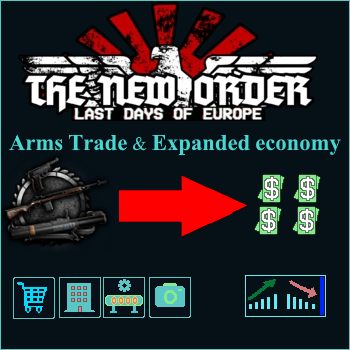 THE NEW ORDER
LAST DAYS OF EUROPE
Arms Trade & Expanded economy
$ $
$ $